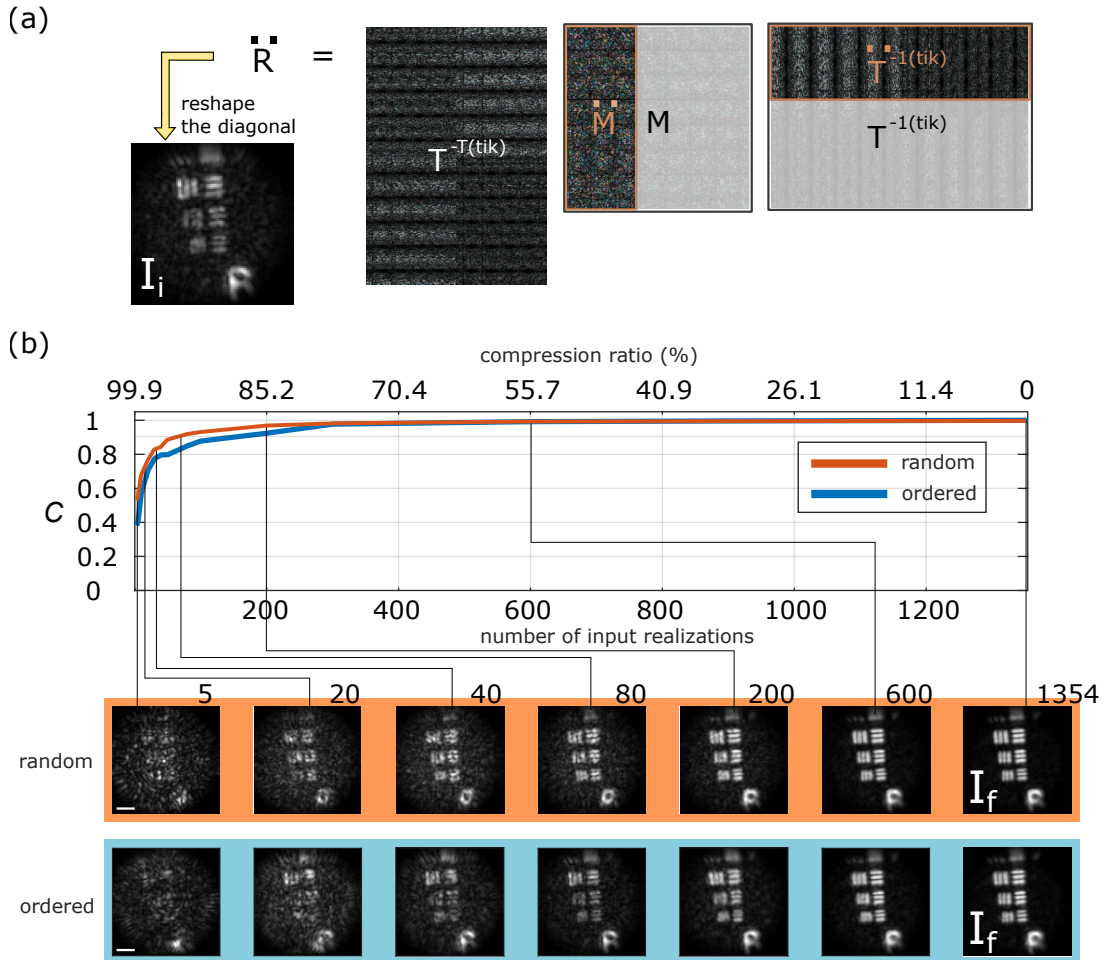 (a)
R̈ =
reshape
the diagonal
I_i
T^-T(tik)
M̈ M
T̈^-1(tik)
T^-1(tik)
(b)
compression ratio (%)
99.9 85.2 70.4 55.7 40.9 26.1 11.4 0
1
0.8
0.6
C
0.4
0.2
0
random
ordered
200 400 600 800 1000 1200
number of input realizations
5 20 40 80 200 600 1354
random
I_f
ordered
I_f